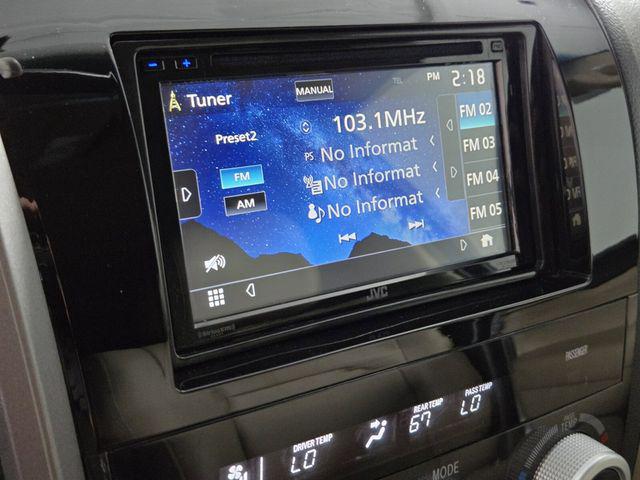 PM 2:18
TEL
Tuner
MANUAL
Preset2
103.1MHz
PS No Informat
No Informat
No Informat
FM
AM
FM 02
FM 03
FM 04
FM 05
JVC
PASSENGER
DRIVER TEMP
LO
REAR TEMP
67
PASS TEMP
LO
MODE
PASS
TEMP